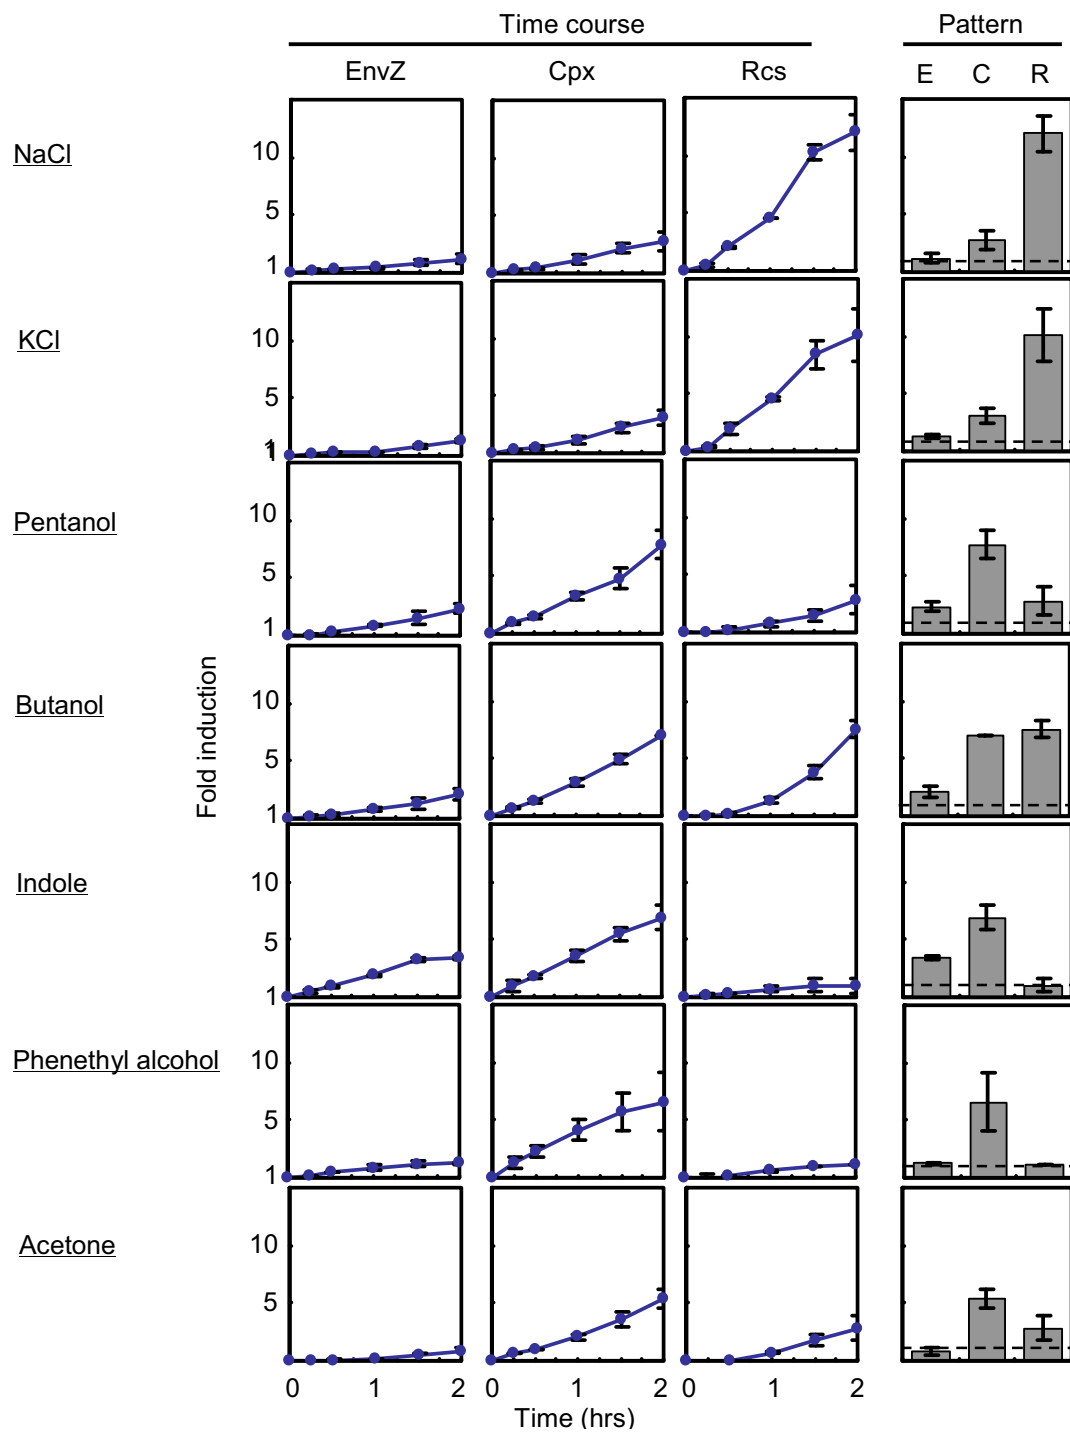 Time course Pattern
EnvZ Cpx Rcs E C R
NaCl
10
5
1
KCl
10
5
1
Pentanol
10
5
1
Butanol
10
5
1
Fold induction
Indole
10
5
1
Phenethyl alcohol
10
5
1
Acetone
10
5
0 1 2 0 1 2 0 1 2
Time (hrs)